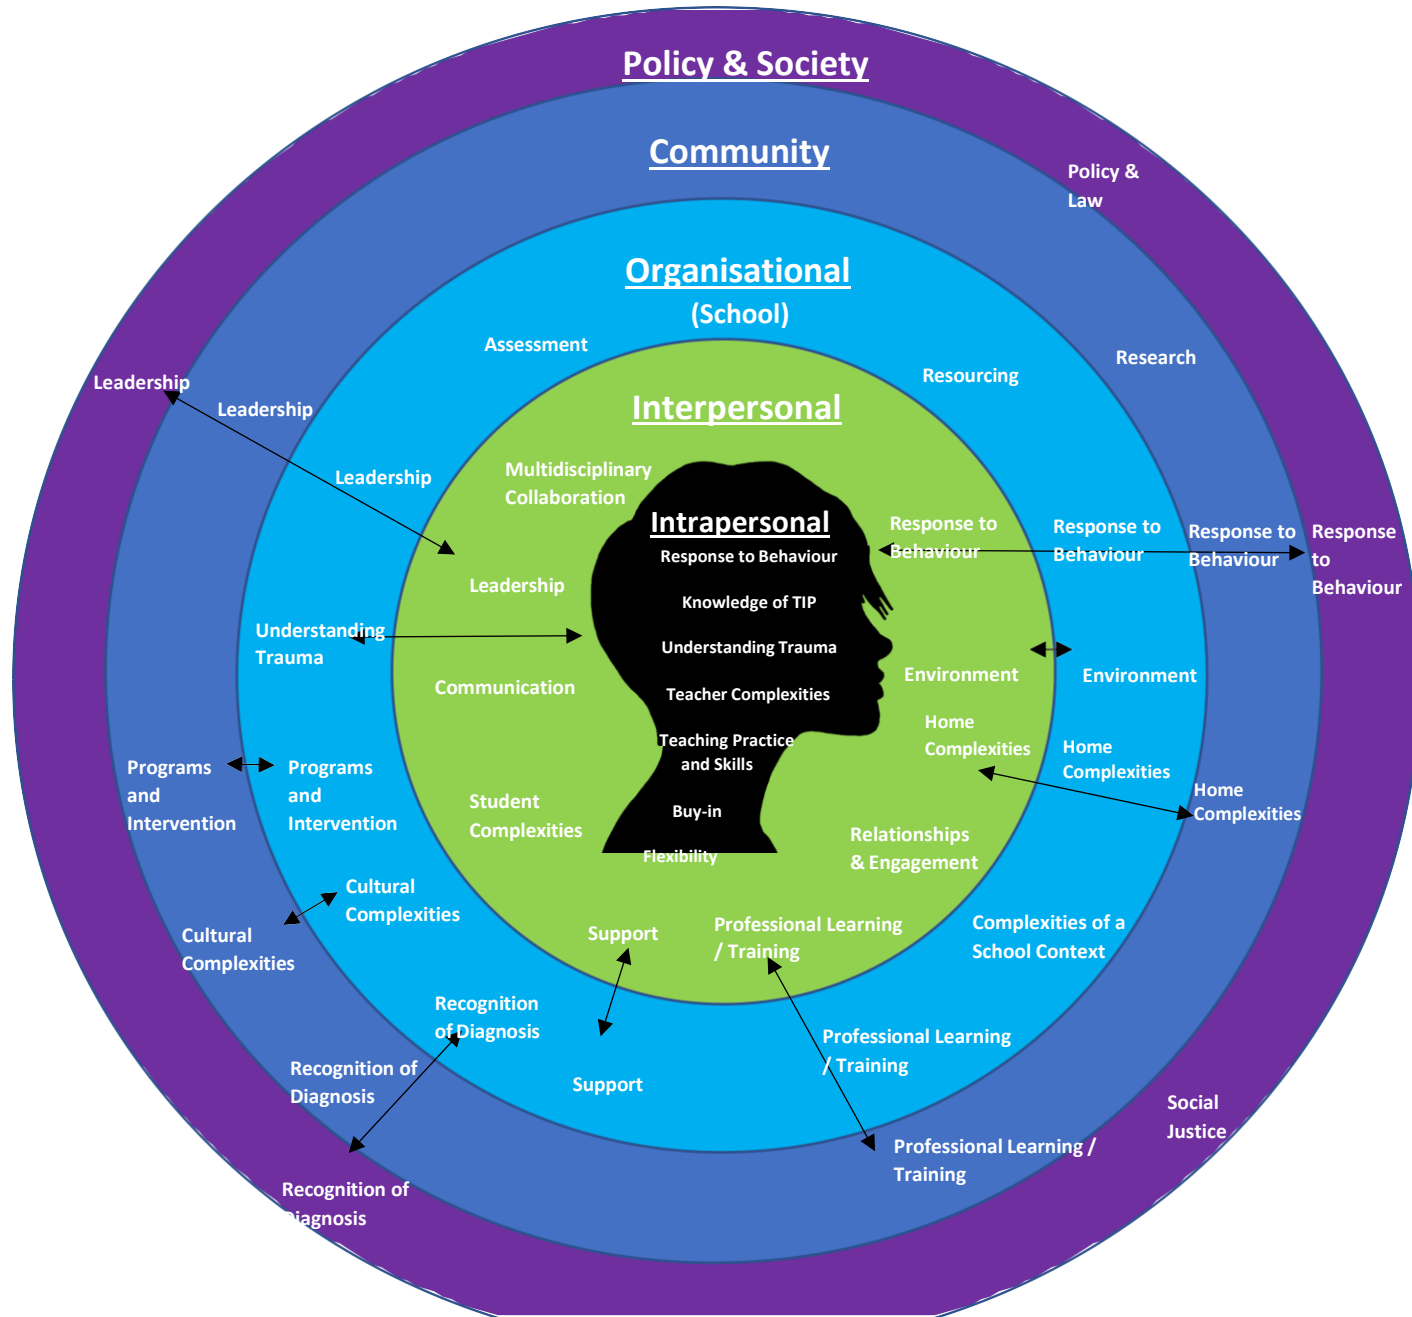 Policy & Society
Community
Policy &
Law
Organisational
(School)
Assessment
Research
Resourcing
Leadership
Leadership
Leadership
Interpersonal
Multidisciplinary
Collaboration
Leadership
Intrapersonal
Response to Behaviour
Knowledge of TIP
Understanding Trauma
Teacher Complexities
Teaching Practice
and Skills
Buy-in
Flexibility
Response to
Behaviour
Response to
Behaviour
Response to
Behaviour
Response
to
Behaviour
Understanding
Trauma
Communication
Environment
Environment
Home
Complexities
Home
Complexities
Home
Complexities
Programs
and
Intervention
Programs
and
Intervention
Student
Complexities
Relationships
& Engagement
Cultural
Complexities
Cultural
Complexities
Support
Professional Learning
/ Training
Complexities of a
School Context
Recognition
of Diagnosis
Recognition of
Diagnosis
Recognition of
Diagnosis
Support
Professional Learning
/ Training
Professional Learning /
Training
Social
Justice